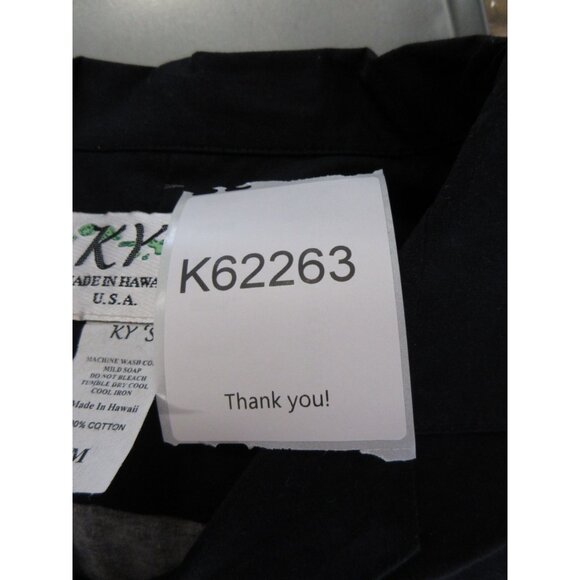 KY
MADE IN HAWA
U.S.A.
KY'S
MACHINE WASH CO
MILD SOAP
DO NOT BLEACH
TUMBLE DRY COOL
COOL IRON
Made In Hawaii
00% COTTON
M
K62263
Thank you!